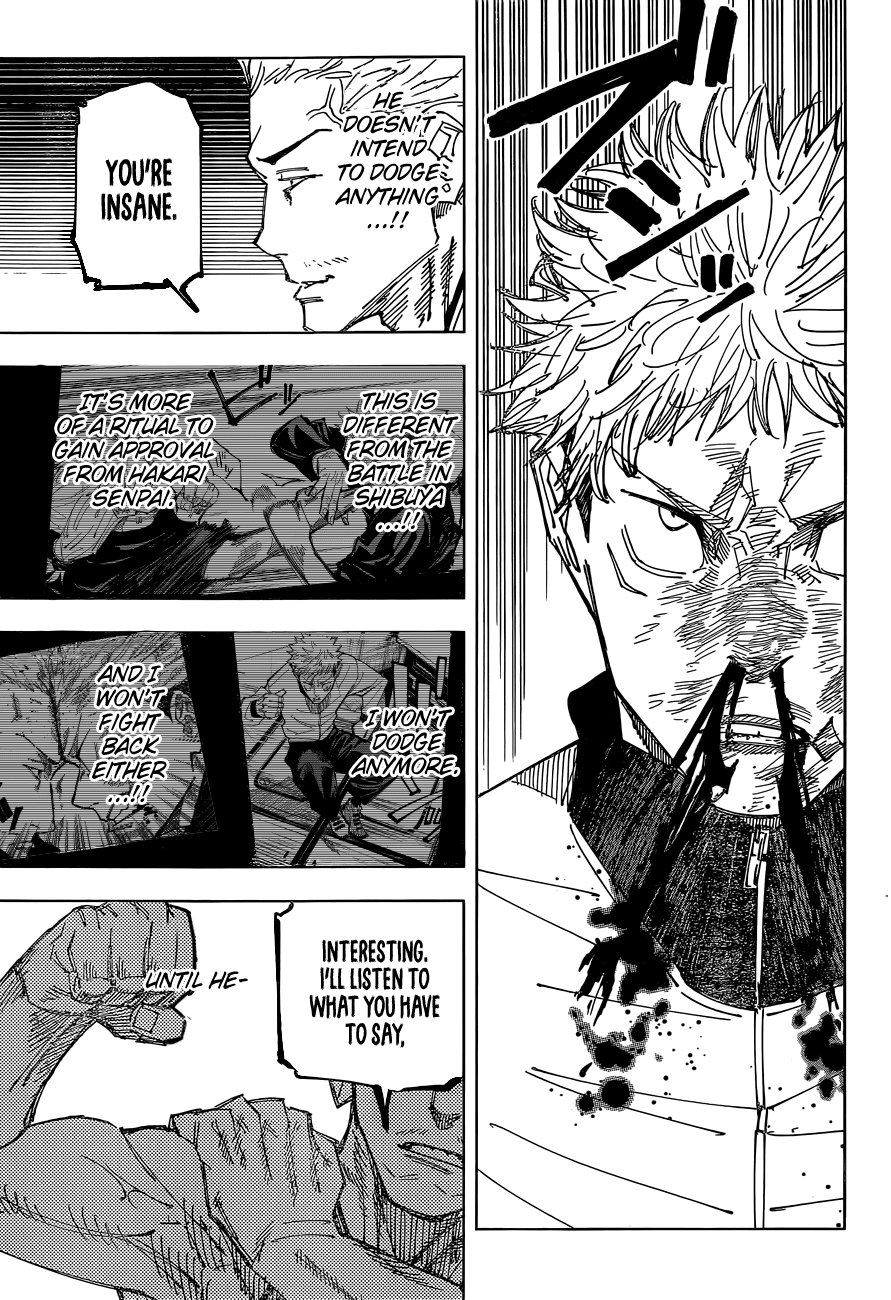 HE
DOESN'T
INTEND
TO DODGE
ANYTHING
...!!
YOU'RE
INSANE.
THIS IS
DIFFERENT
FROM THE
BATTLE IN
SHIBUYA
...!!
IT'S MORE
OF A RITUAL TO
GAIN APPROVAL
FROM HAKARI
SENPAI.
I WON'T
DODGE
ANYMORE.
AND I
WON'T
FIGHT
BACK
EITHER
...!!
INTERESTING.
I'LL LISTEN TO
WHAT YOU HAVE
TO SAY,
UNTIL HE-